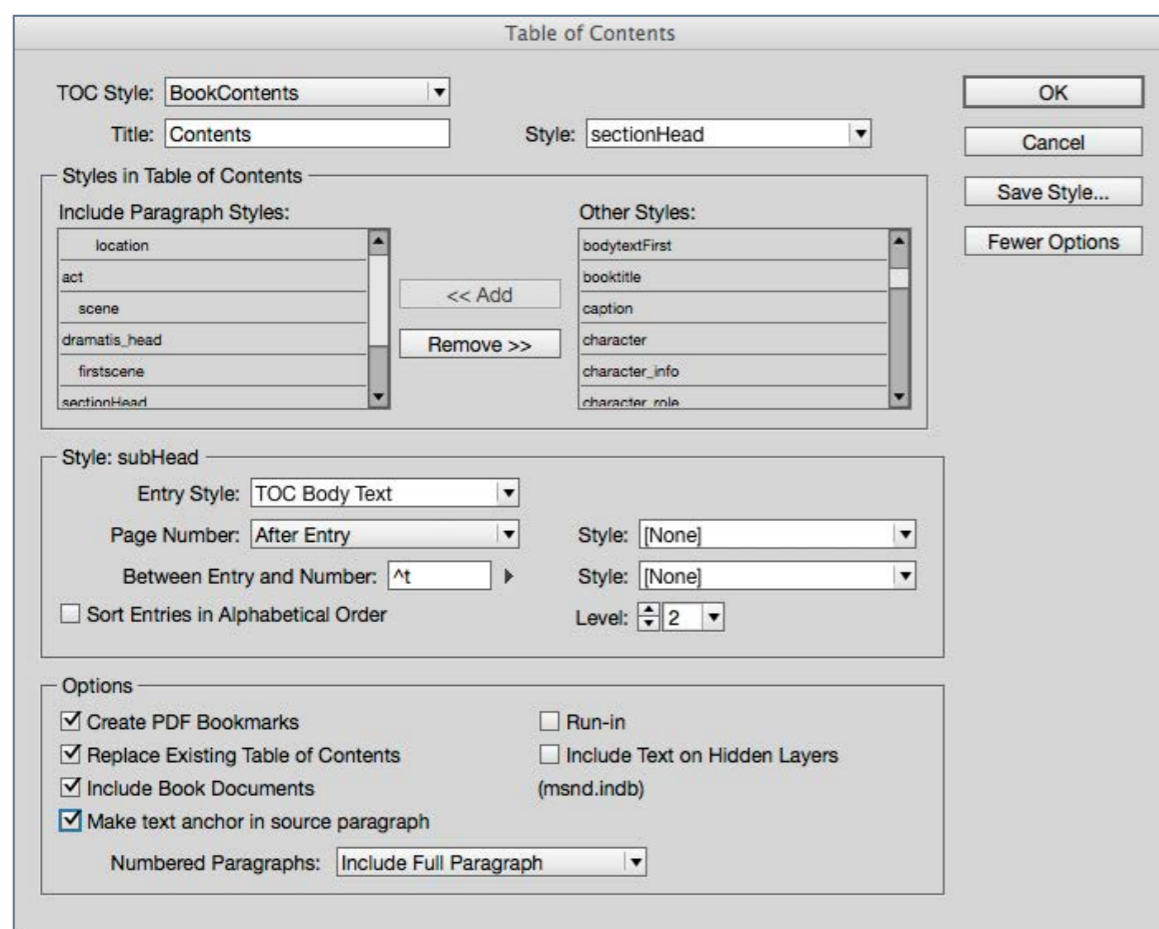 Table of Contents
TOC Style: BookContents
OK
Title: Contents Style: sectionHead
Cancel
Styles in Table of Contents
Save Style...
Include Paragraph Styles: Other Styles:
Fewer Options
location
act
scene
dramatis_head
firstscene
sectionHead
<< Add
Remove >>
bodytextFirst
booktitle
caption
character
character_info
character_role
Style: subHead
Entry Style: TOC Body Text
Page Number: After Entry Style: [None]
Between Entry and Number: ^t Style: [None]
Sort Entries in Alphabetical Order Level: 2
Options
Create PDF Bookmarks Run-in
Replace Existing Table of Contents Include Text on Hidden Layers
Include Book Documents (msnd.indb)
Make text anchor in source paragraph
Numbered Paragraphs: Include Full Paragraph